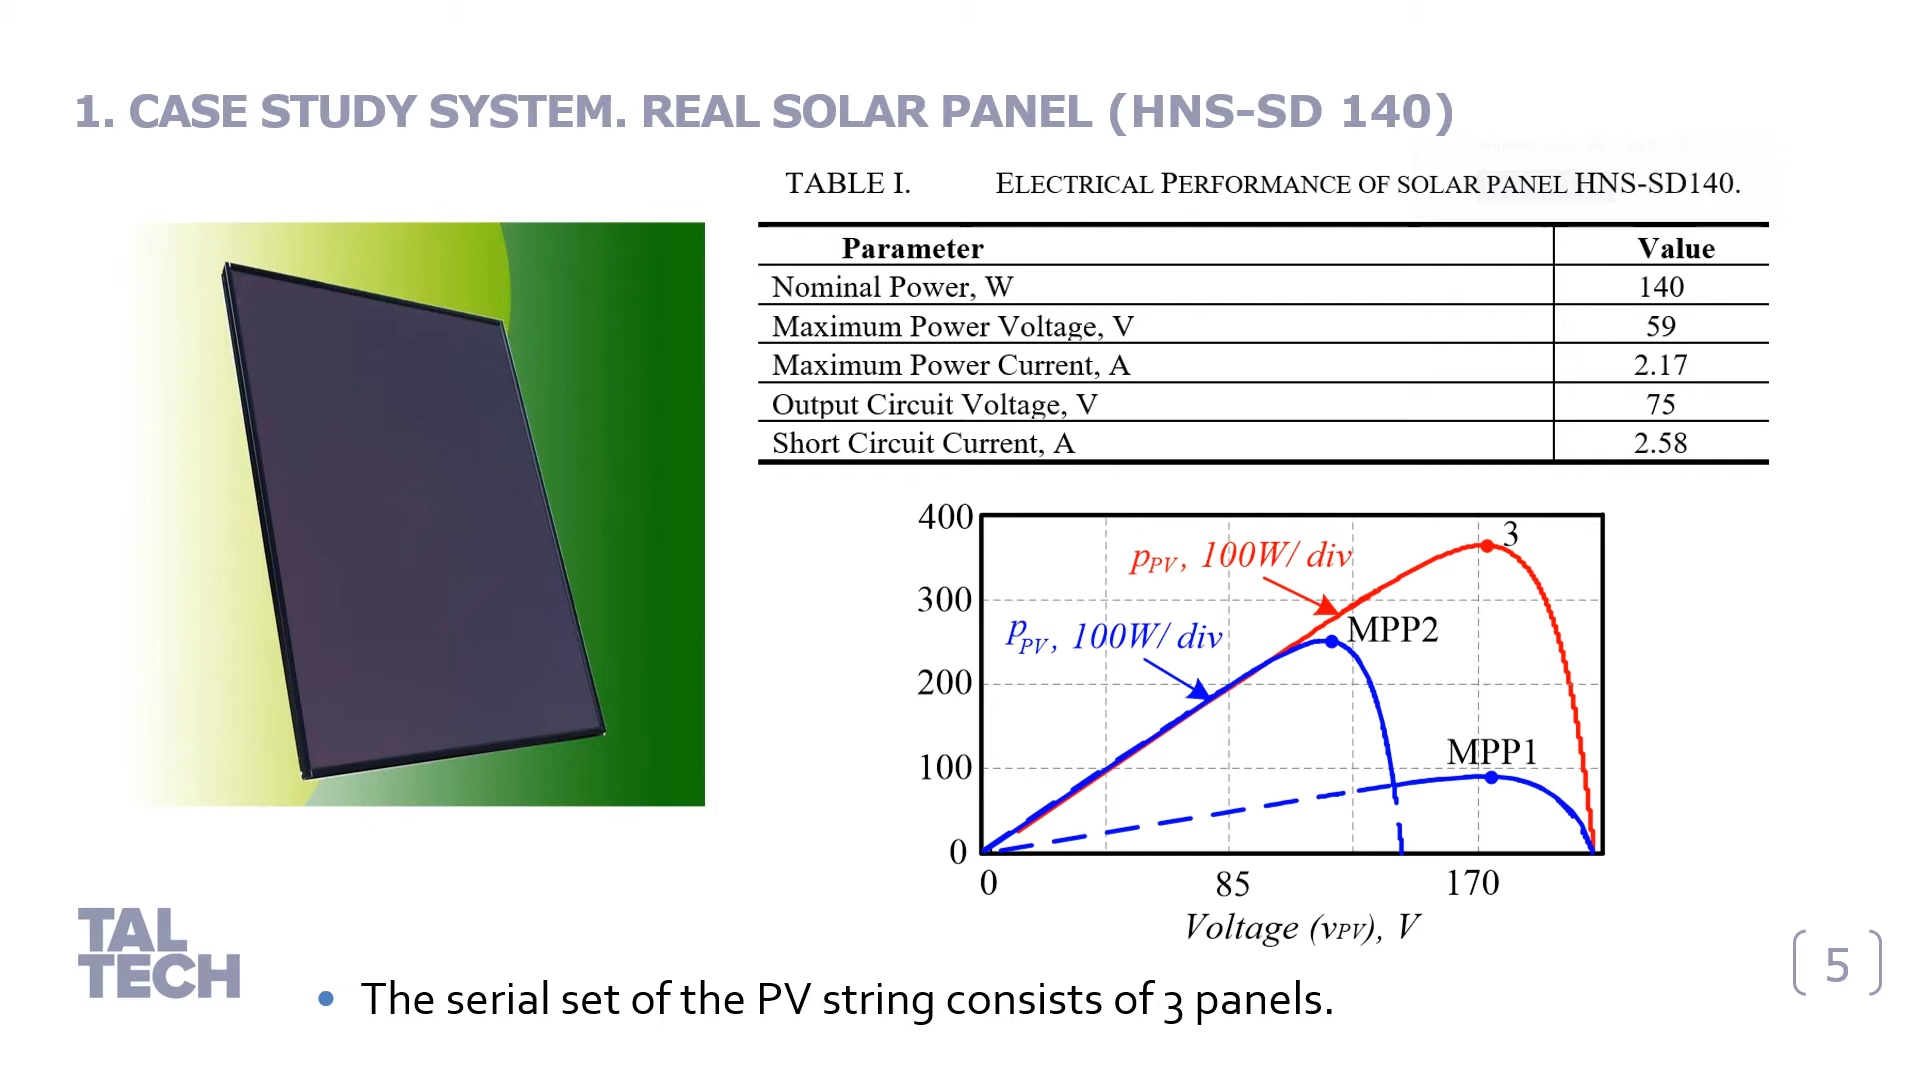 1. CASE STUDY SYSTEM. REAL SOLAR PANEL (HNS-SD 140)
TABLE I. ELECTRICAL PERFORMANCE OF SOLAR PANEL HNS-SD140.
Parameter Value
Nominal Power, W 140
Maximum Power Voltage, V 59
Maximum Power Current, A 2.17
Output Circuit Voltage, V 75
Short Circuit Current, A 2.58
400
3
pPV, 100W/ div
300
MPP2
pPV, 100W/ div
200
MPP1
100
0
0 85 170
Voltage (vPV), V
TAL
TECH
5
• The serial set of the PV string consists of 3 panels.